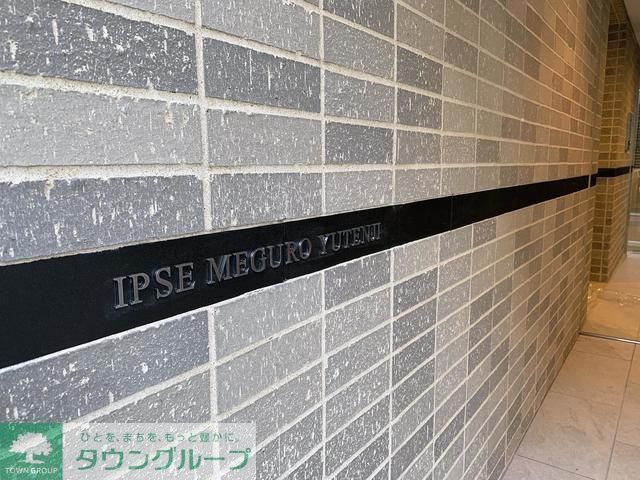 IPSE MEGURO YUTENJI
ひとを、まちを、もっと豊かに。
TOWN GROUP
タウングループ